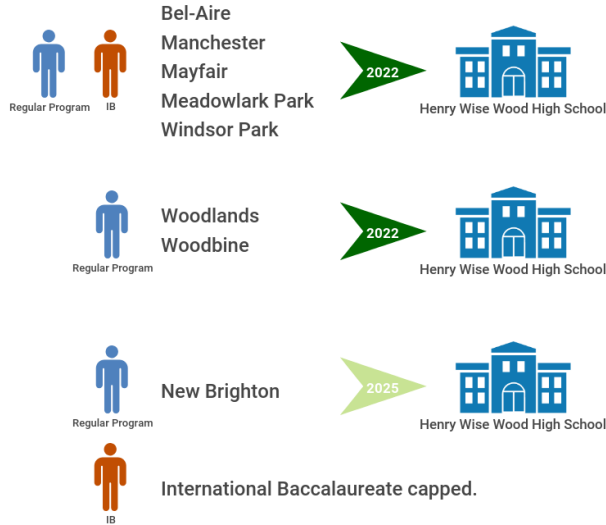 Bel-Aire
Manchester
Mayfair
Meadowlark Park
Windsor Park
Regular Program
IB
2022
Henry Wise Wood High School
Woodlands
Woodbine
Regular Program
2022
Henry Wise Wood High School
New Brighton
Regular Program
2025
Henry Wise Wood High School
International Baccalaureate capped.
IB